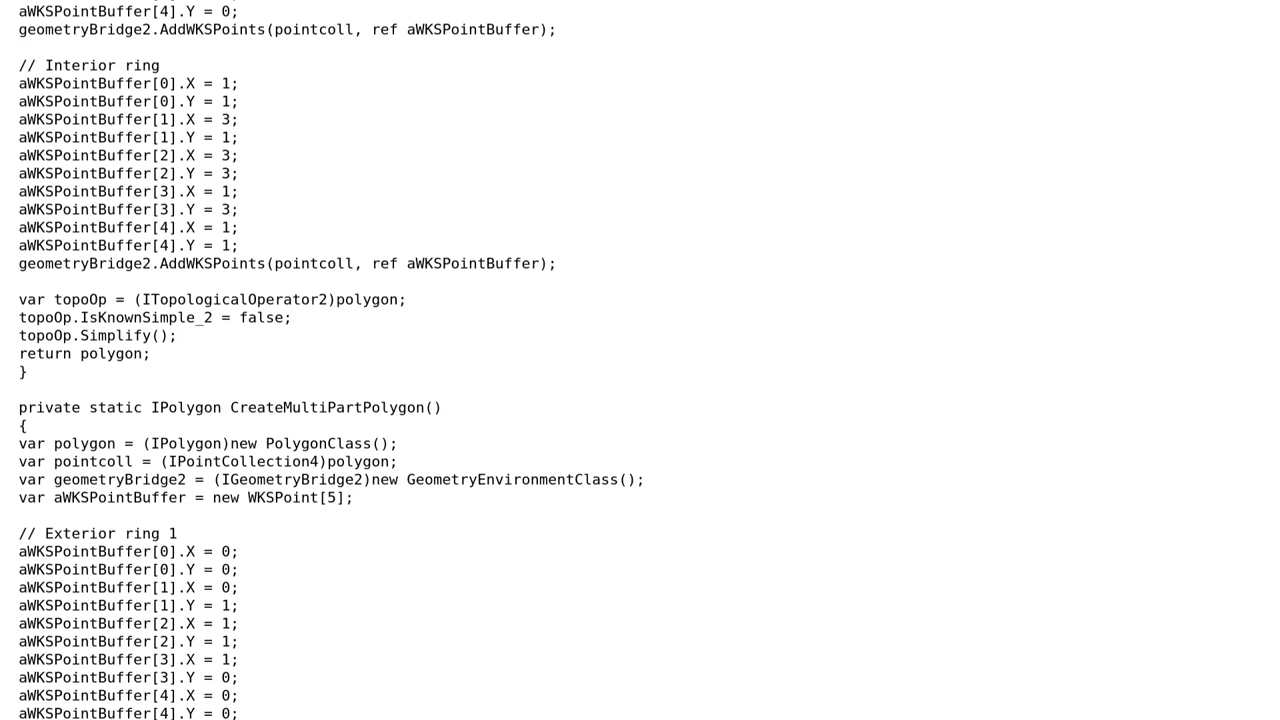 aWKSPointBuffer[4].Y = 0;
geometryBridge2.AddWKSPoints(pointcoll, ref aWKSPointBuffer);
// Interior ring
aWKSPointBuffer[0].X = 1;
aWKSPointBuffer[0].Y = 1;
aWKSPointBuffer[1].X = 3;
aWKSPointBuffer[1].Y = 1;
aWKSPointBuffer[2].X = 3;
aWKSPointBuffer[2].Y = 3;
aWKSPointBuffer[3].X = 1;
aWKSPointBuffer[3].Y = 3;
aWKSPointBuffer[4].X = 1;
aWKSPointBuffer[4].Y = 1;
geometryBridge2.AddWKSPoints(pointcoll, ref aWKSPointBuffer);
var topoOp = (ITopologicalOperator2)polygon;
topoOp.IsKnownSimple_2 = false;
topoOp.Simplify();
return polygon;
}
private static IPolygon CreateMultiPartPolygon()
{
var polygon = (IPolygon)new PolygonClass();
var pointcoll = (IPointCollection4)polygon;
var geometryBridge2 = (IGeometryBridge2)new GeometryEnvironmentClass();
var aWKSPointBuffer = new WKSPoint[5];
// Exterior ring 1
aWKSPointBuffer[0].X = 0;
aWKSPointBuffer[0].Y = 0;
aWKSPointBuffer[1].X = 0;
aWKSPointBuffer[1].Y = 1;
aWKSPointBuffer[2].X = 1;
aWKSPointBuffer[2].Y = 1;
aWKSPointBuffer[3].X = 1;
aWKSPointBuffer[3].Y = 0;
aWKSPointBuffer[4].X = 0;
aWKSPointBuffer[4].Y = 0;